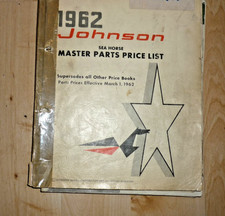 1962
Johnson
SEA HORSE
MASTER PARTS PRICE LIST
Supersedes all Other Price Books
Parts Prices Effective March 1, 1962